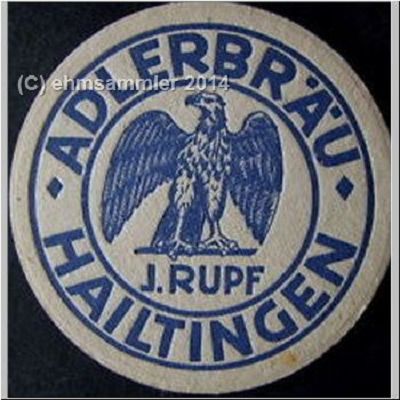 (C) ehmsammler 2014
ADLERBRÄU
J. RUPF
HAILTINGEN